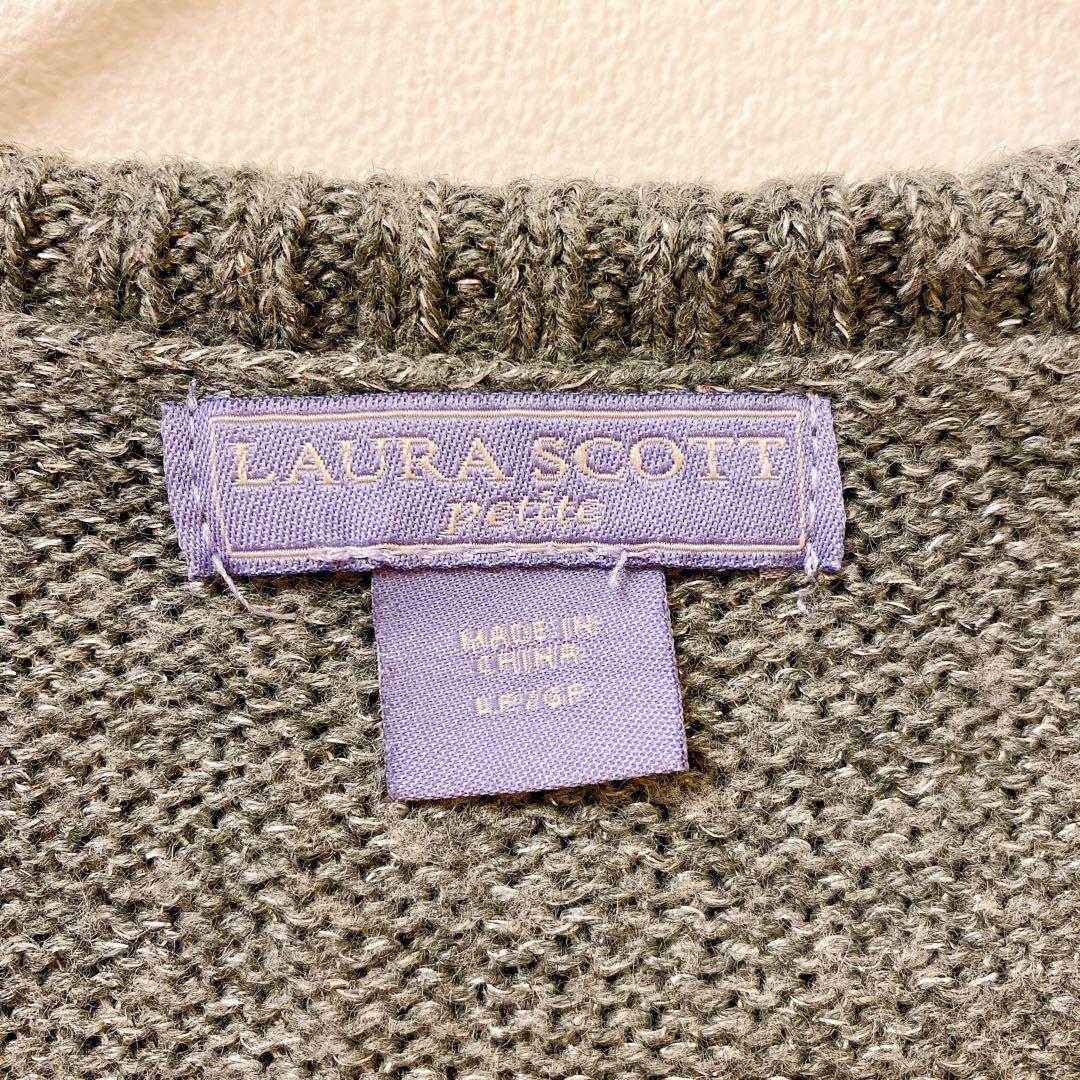 LAURA SCOTT
petite
MADE IN
CHINA
LP/GP